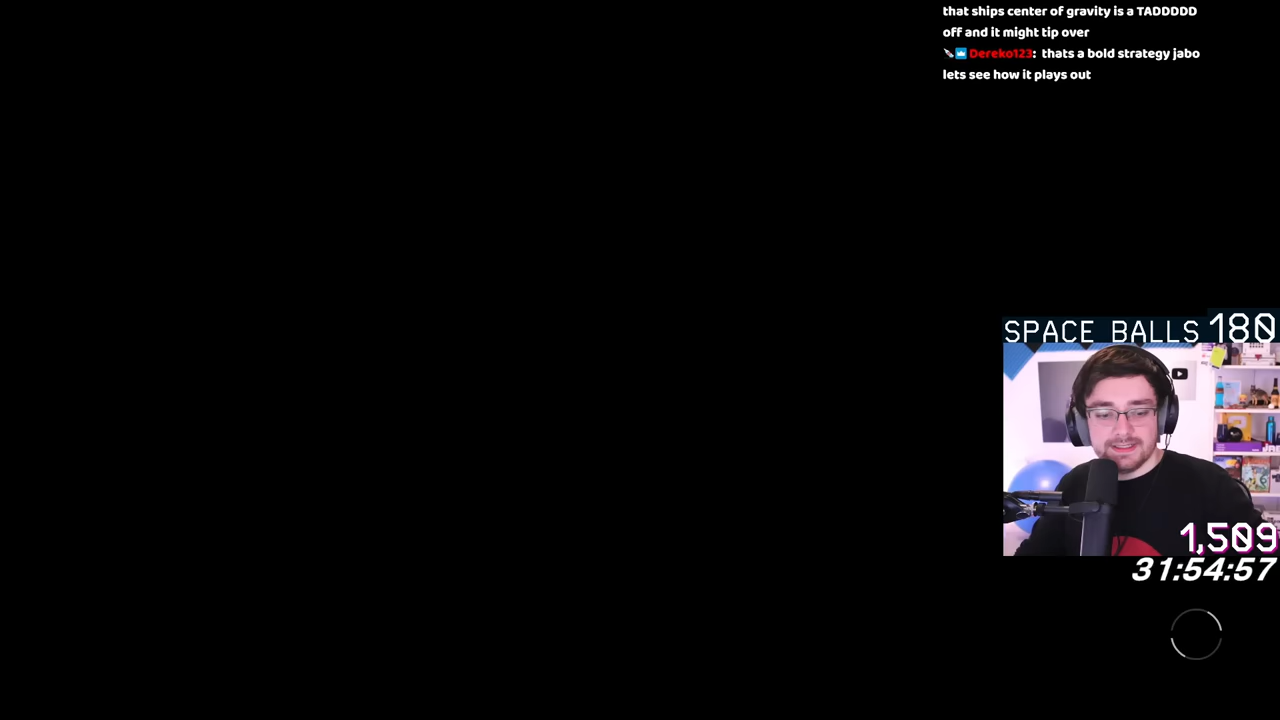 that ships center of gravity is a TADDDDD
off and it might tip over
Dereko123: thats a bold strategy jabo
lets see how it plays out
SPACE BALLS 180
1,509
31:54:57